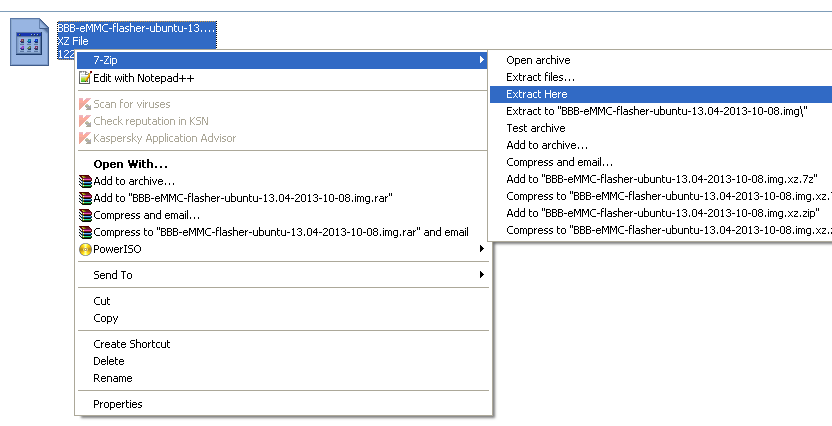 BBB-eMMC-flasher-ubuntu-13....
XZ File
122
7-Zip
Edit with Notepad++
Scan for viruses
Check reputation in KSN
Kaspersky Application Advisor
Open With...
Add to archive...
Add to "BBB-eMMC-flasher-ubuntu-13.04-2013-10-08.img.rar"
Compress and email...
Compress to "BBB-eMMC-flasher-ubuntu-13.04-2013-10-08.img.rar" and email
PowerISO
Send To
Cut
Copy
Create Shortcut
Delete
Rename
Properties
Open archive
Extract files...
Extract Here
Extract to "BBB-eMMC-flasher-ubuntu-13.04-2013-10-08.img\"
Test archive
Add to archive...
Compress and email...
Add to "BBB-eMMC-flasher-ubuntu-13.04-2013-10-08.img.xz.7z"
Compress to "BBB-eMMC-flasher-ubuntu-13.04-2013-10-08.img.xz.7
Add to "BBB-eMMC-flasher-ubuntu-13.04-2013-10-08.img.xz.zip"
Compress to "BBB-eMMC-flasher-ubuntu-13.04-2013-10-08.img.xz.z